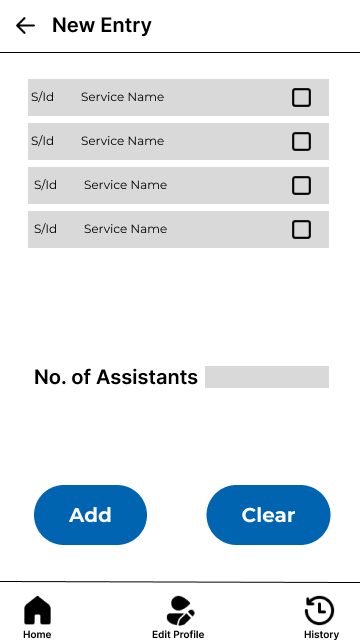 New Entry
S/Id Service Name
S/Id Service Name
S/Id Service Name
S/Id Service Name
No. of Assistants
Add Clear
Home Edit Profile History